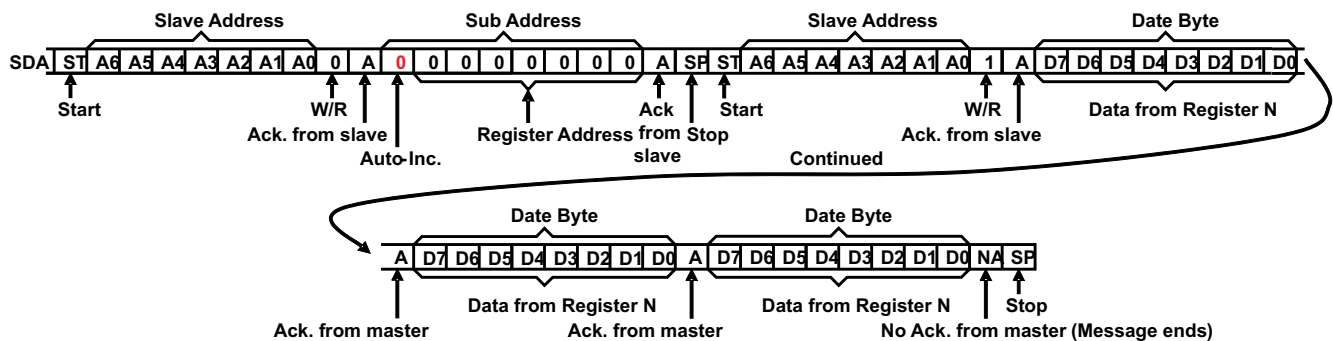 Slave Address Sub Address Slave Address Date Byte
SDA ST A6 A5 A4 A3 A2 A1 A0 0 A 0 0 0 0 0 0 0 0 A SP ST A6 A5 A4 A3 A2 A1 A0 1 A D7 D6 D5 D4 D3 D2 D1 D0
Start W/R Ack Start W/R Data from Register N
Ack. from slave Register Address from Stop Ack. from slave
Auto-Inc. slave Continued
Date Byte Date Byte
A D7 D6 D5 D4 D3 D2 D1 D0 A D7 D6 D5 D4 D3 D2 D1 D0 NA SP
Data from Register N Data from Register N Stop
Ack. from master Ack. from master No Ack. from master (Message ends)